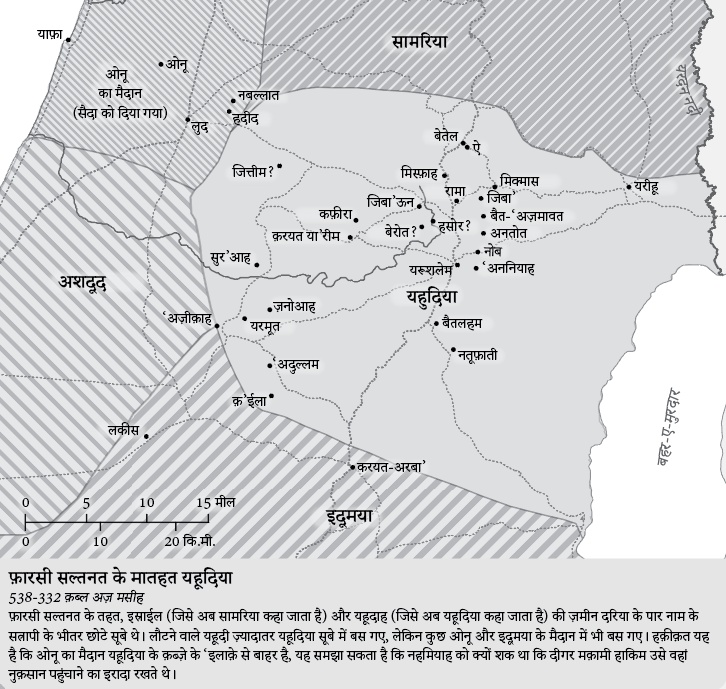 याफ़ा
ओनू
ओनू
का मैदान
(सैदा को दिया गया)
सामरिया
यरदन नदी
नबल्लात
हदीद
लुद
बेतेल
ऐ
जित्तीम?
मिस्फ़ाह
मिक्मास
यरीहू
रामा
जिबा'
जिबा'ऊन
कफ़ीरा
बेरोत?
हसोर?
बैत-‘अज़मावत
क़रयत या'रीम
अनतोत
नोब
सुर'आह
यरूशलेम
‘अननियाह
अशदूद
यहुदिया
ज़नोआह
‘अज़ीक़ाह
यरमूत
बैतलहम
नतूफ़ाती
‘अदुल्लम
क़'ईला
बहर-ए-मुरदार
लकीस
करयत-अरबा'
इदूमया
0 5 10 15 मील
0 10 20 कि.मी.
फ़ारसी सल्तनत के मातहत यहूदिया
538-332 क़ब्ल अज़ मसीह
फ़ारसी सल्तनत के तहत, इस्राईल (जिसे अब सामरिया कहा जाता है) और यहूदाह (जिसे अब यहूदिया कहा जाता है) की ज़मीन दरिया के पार नाम के
सत्रापी के भीतर छोटे सूबे थे। लौटने वाले यहूदी ज़्यादातर यहूदिया सूबे में बस गए, लेकिन कुछ ओनू और इदूमया के मैदान में भी बस गए। हक़ीक़त यह
है कि ओनू का मैदान यहूदिया के क़ब्ज़े के ‘इलाक़े से बाहर है, यह समझा सकता है कि नहमियाह को क्यों शक था कि दीगर मक़ामी हाकिम उसे वहां
नुक़सान पहुंचाने का इरादा रखते थे।